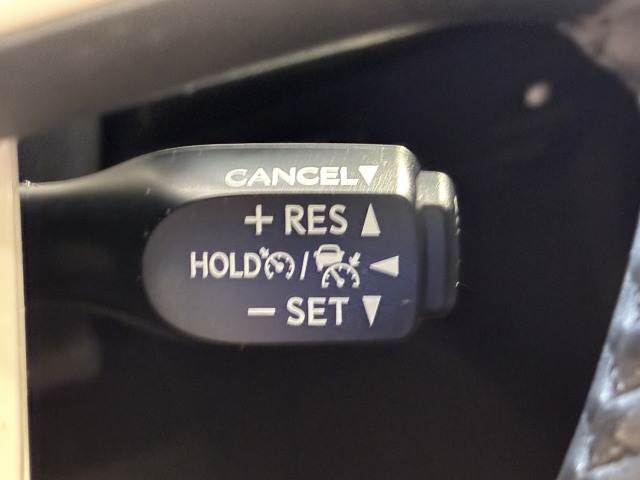 CANCEL▼
+ RES ▲
HOLD / ◀
− SET ▼